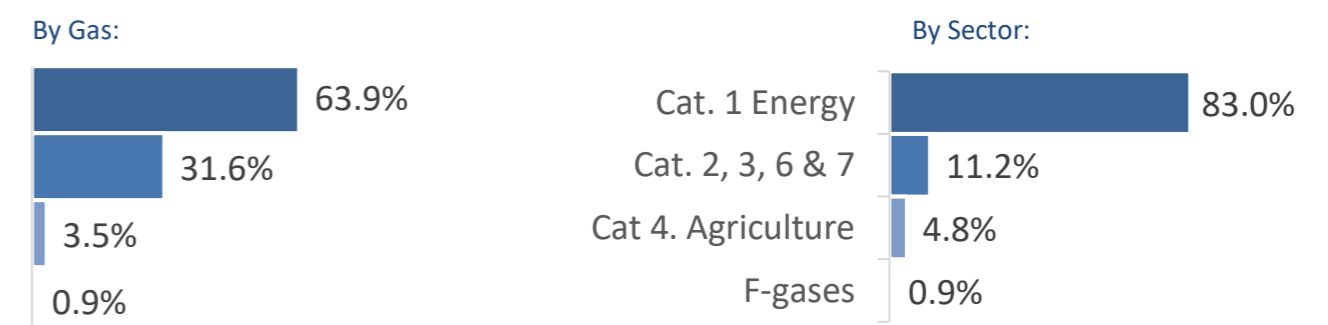 By Gas:
63.9%
31.6%
3.5%
0.9%
By Sector:
Cat. 1 Energy 83.0%
Cat. 2, 3, 6 & 7 11.2%
Cat 4. Agriculture 4.8%
F-gases 0.9%